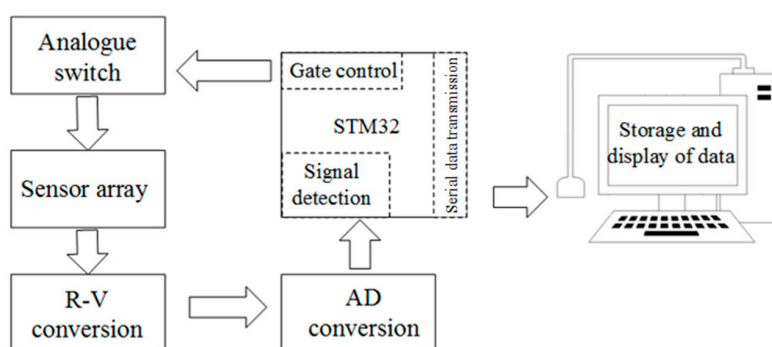 Analogue
switch
Sensor array
R-V
conversion
AD
conversion
Gate control
STM32
Signal
detection
Serial data transmission
Storage and
display of data